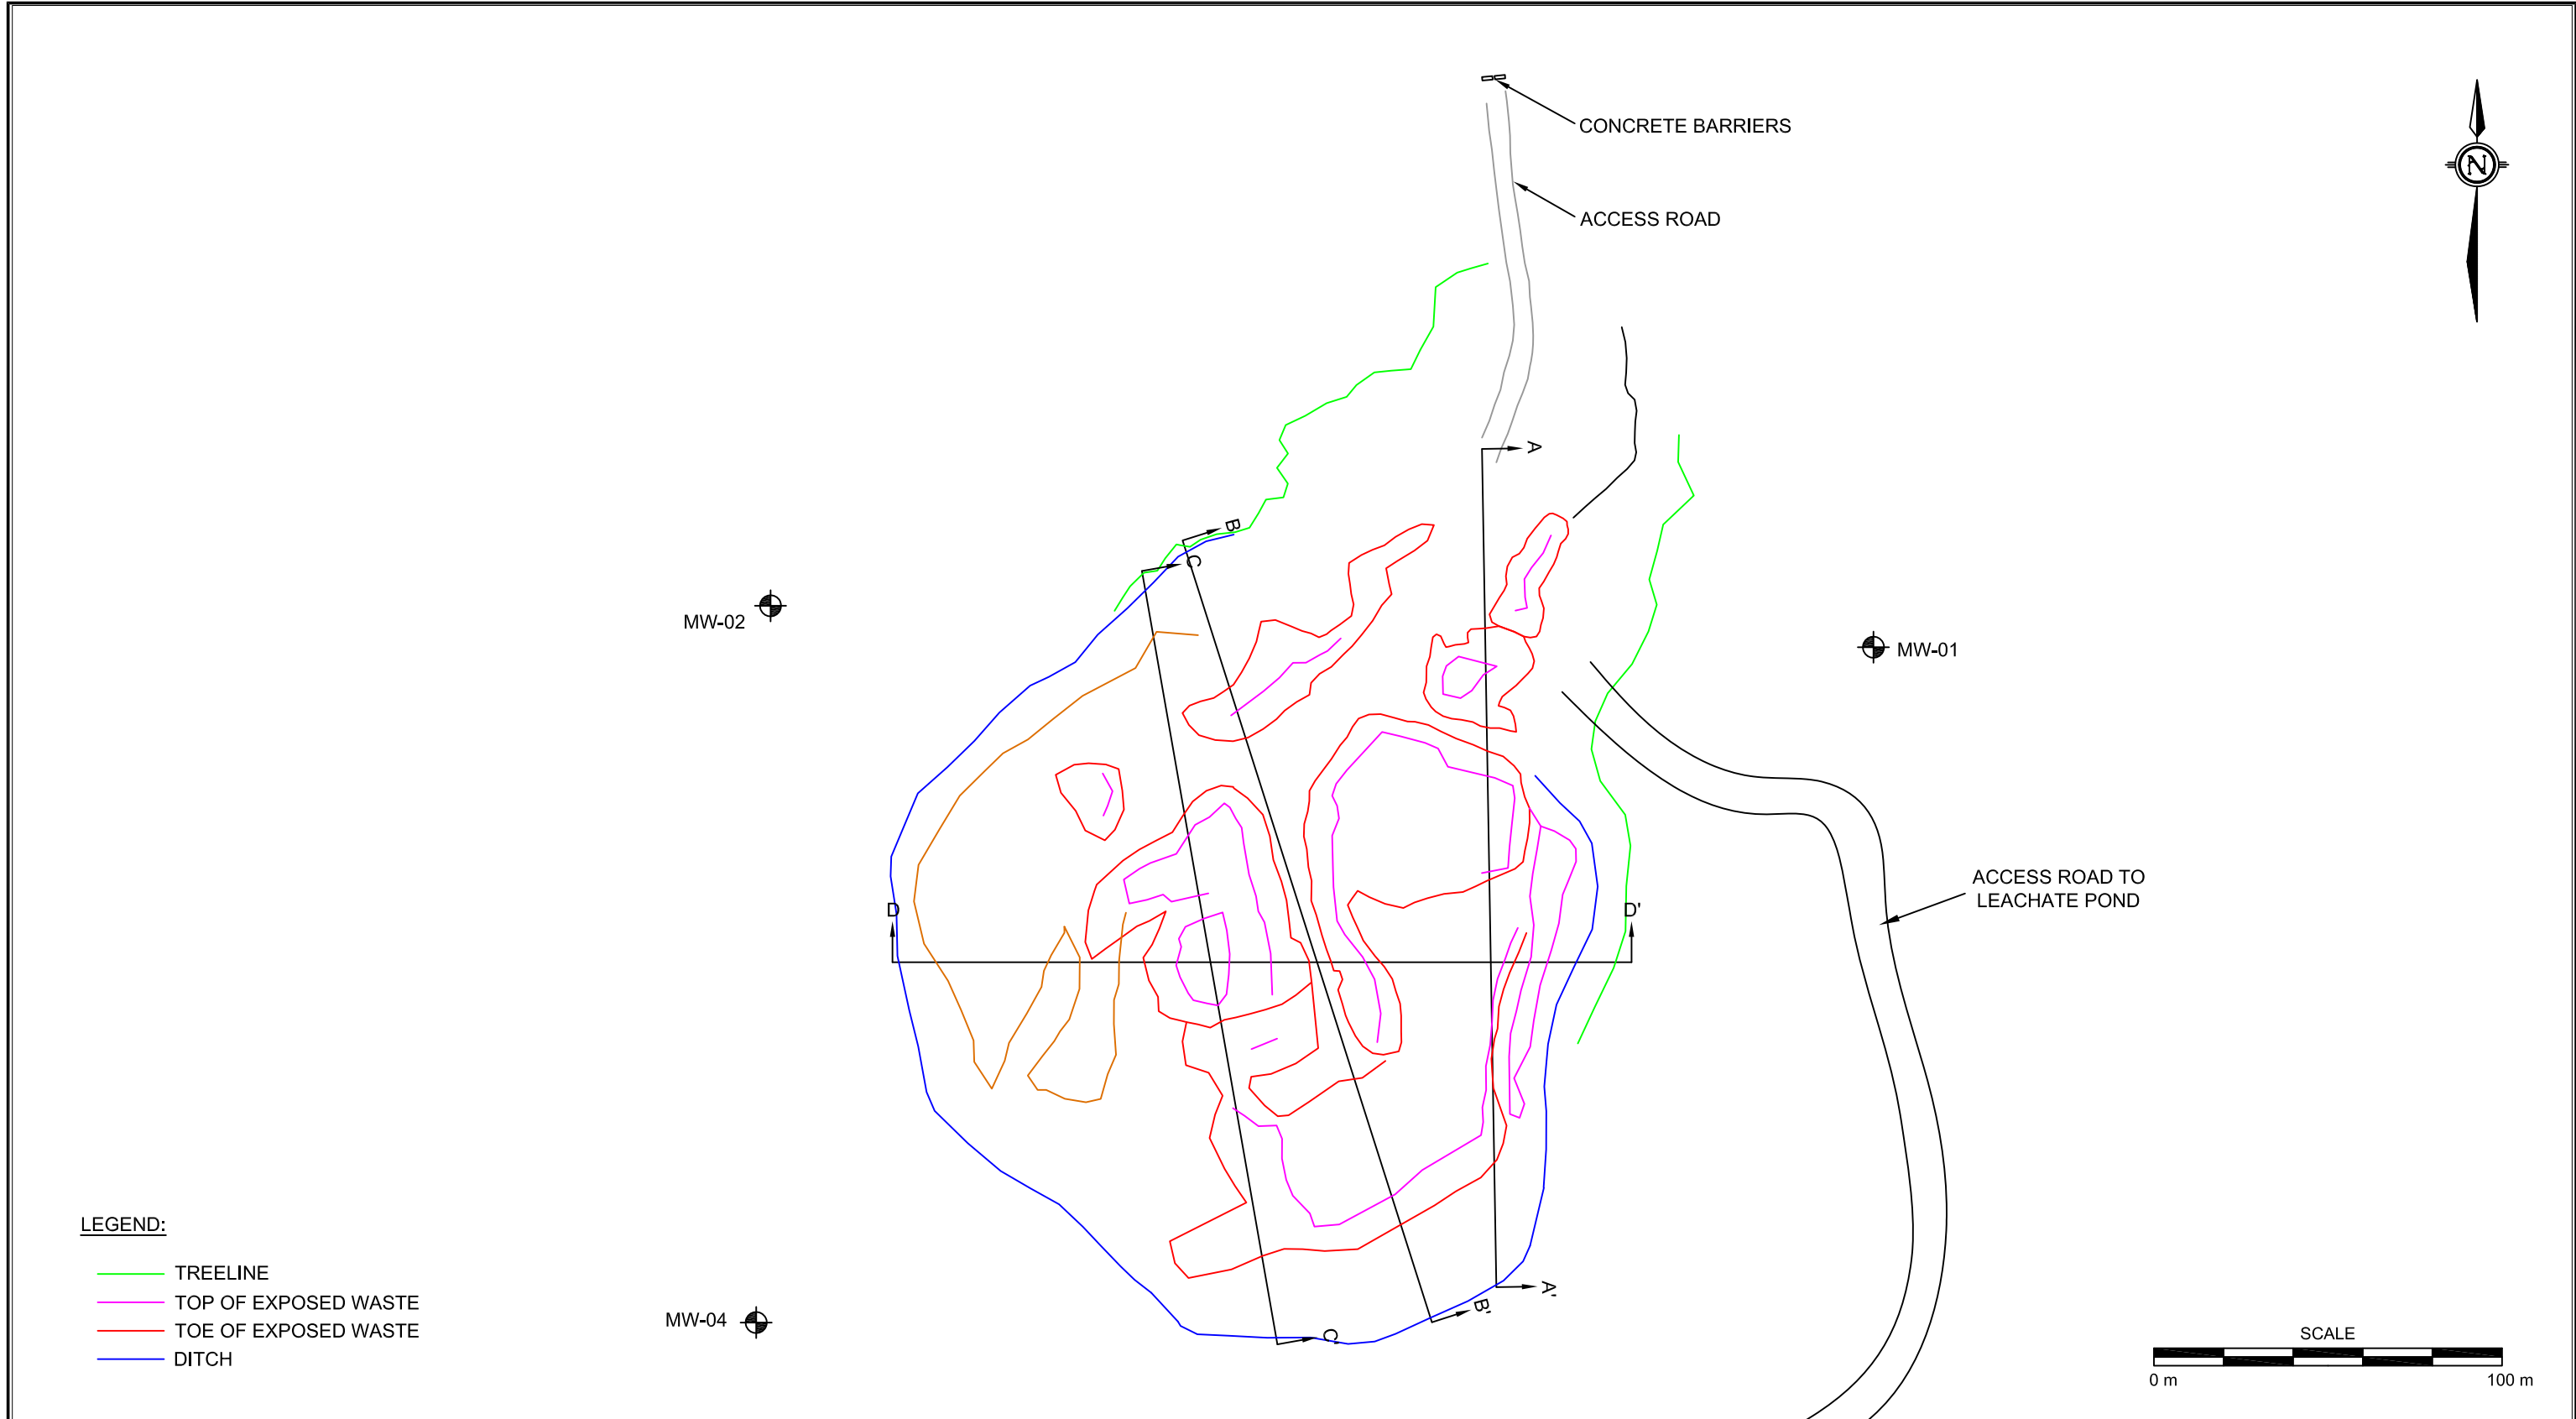 CONCRETE BARRIERS
N
ACCESS ROAD
A
B
C
MW-02
MW-01
ACCESS ROAD TO
LEACHATE POND
D
D'
LEGEND:
TREELINE
TOP OF EXPOSED WASTE
TOE OF EXPOSED WASTE
DITCH
MW-04
A'
B'
C'
SCALE
0 m
100 m